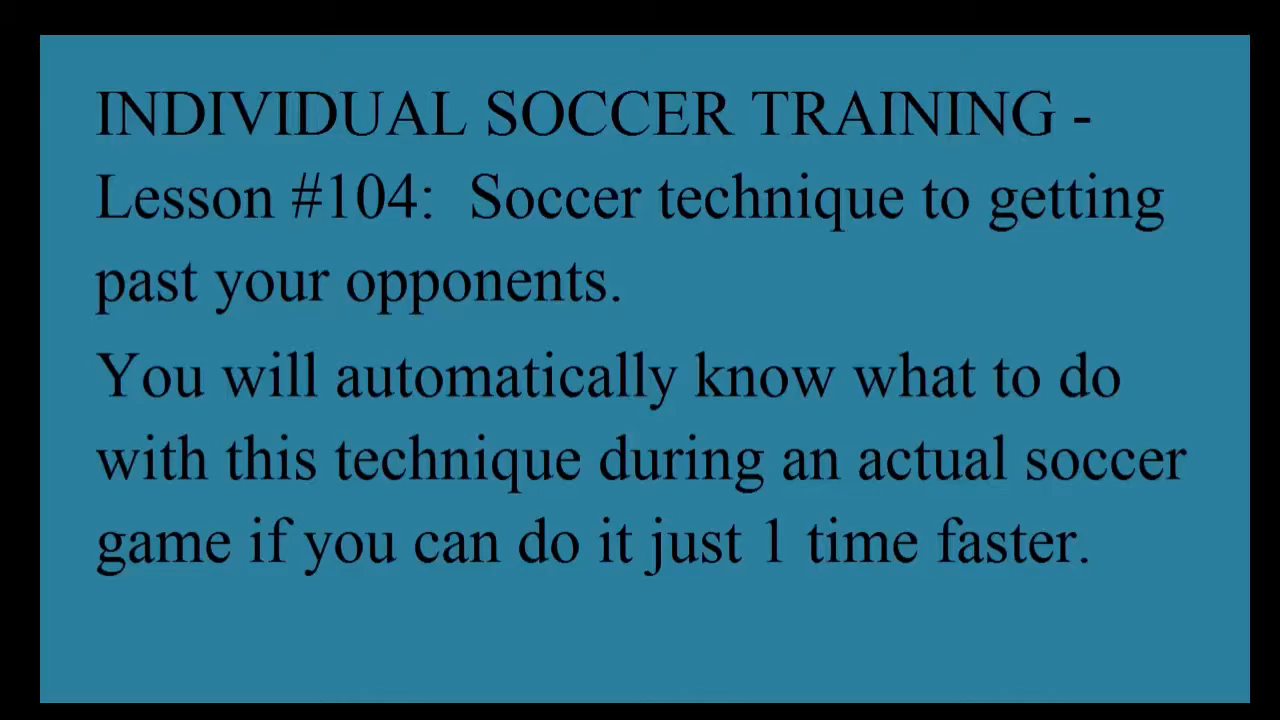 INDIVIDUAL SOCCER TRAINING -
Lesson #104:  Soccer technique to getting
past your opponents.
You will automatically know what to do
with this technique during an actual soccer
game if you can do it just 1 time faster.